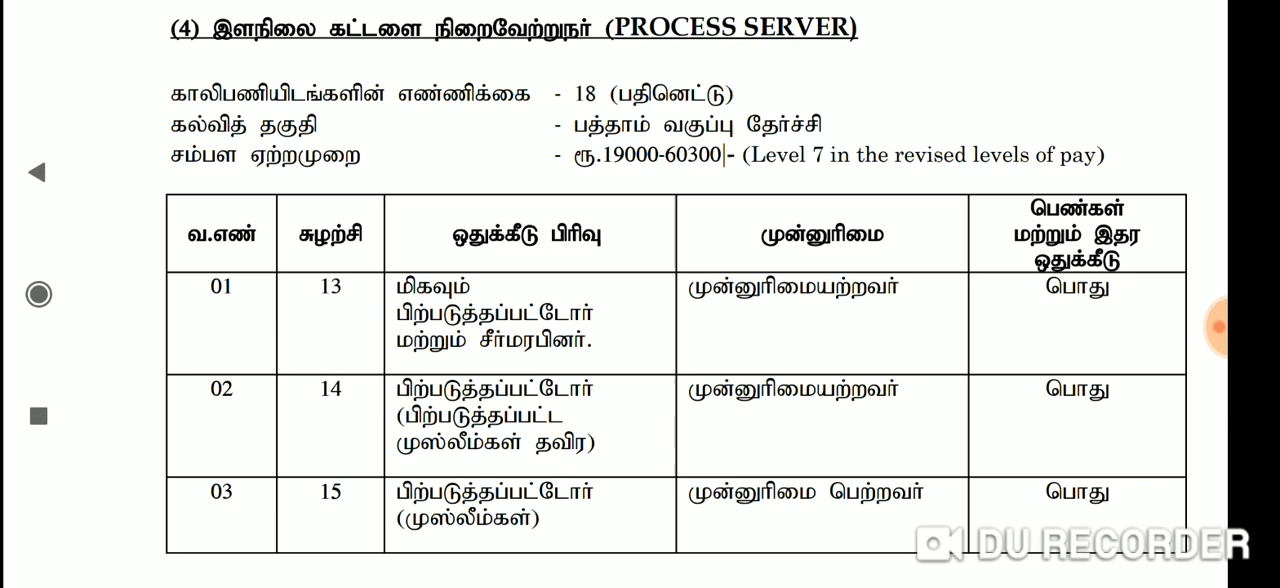 (4) இளநிலை கட்டளை நிறைவேற்றுநர் (PROCESS SERVER)
காலிபணியிடங்களின் எண்ணிக்கை - 18 (பதினெட்டு)
கல்வித் தகுதி - பத்தாம் வகுப்பு தேர்ச்சி
சம்பள ஏற்றமுறை - ரூ.19000-60300|- (Level 7 in the revised levels of pay)
வ.எண் சுழற்சி ஒதுக்கீடு பிரிவு முன்னுரிமை பெண்கள் மற்றும் இதர ஒதுக்கீடு
01 13 மிகவும் முன்னுரிமையற்றவர் பொது
பிற்படுத்தப்பட்டோர்
மற்றும் சீர்மரபினர்.
02 14 பிற்படுத்தப்பட்டோர் முன்னுரிமையற்றவர் பொது
(பிற்படுத்தப்பட்ட
முஸ்லீம்கள் தவிர)
03 15 பிற்படுத்தப்பட்டோர் முன்னுரிமை பெற்றவர் பொது
(முஸ்லீம்கள்)
DU RECORDER